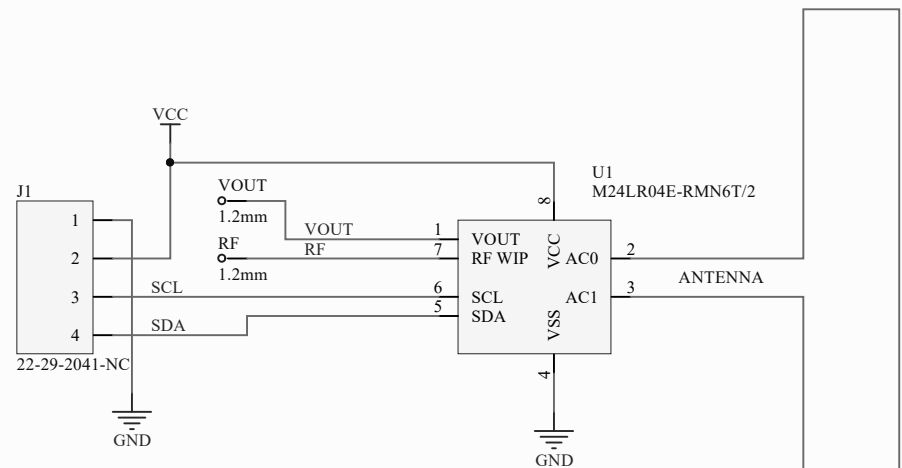 VCC
U1
M24LR04E-RMN6T/2
J1
VOUT
1.2mm
RF
1.2mm
VOUT
RF
1
2
3
4
SCL
SDA
22-29-2041-NC
GND
1
7
6
5
8
VOUT
RF WIP
SCL
SDA
VCC
VSS
AC0
AC1
2
3
4
ANTENNA
GND